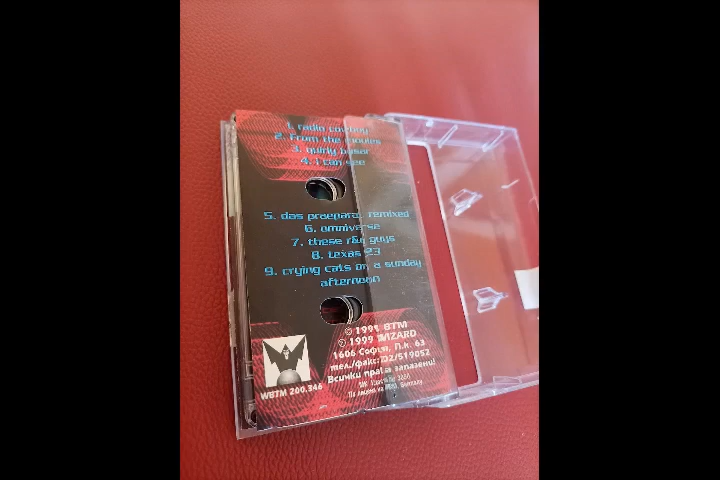 1. radio cowboy
2. from the movies
3.
4. i can see
5. das praeparat remixed
6. omniverse
7. these r&g guys
8. texas 23
9. crying cats on a sunday
afternoon
© 1991 BTM
℗ 1999 WIZARD
1606 София, П.К. 63
тел./факс: 02/519052
Всички права запазени!
WBTM 200.346